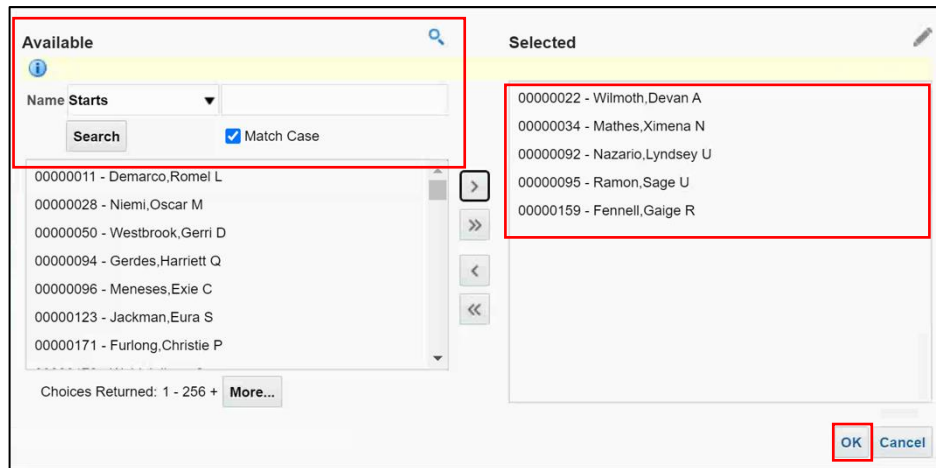 Available
Name Starts
Search
Match Case
00000011 - Demarco,Romel L
00000028 - Niemi,Oscar M
00000050 - Westbrook,Gerri D
00000094 - Gerdes,Harriett Q
00000096 - Meneses,Exie C
00000123 - Jackman,Eura S
00000171 - Furlong,Christie P
Choices Returned: 1 - 256 + More...
Selected
00000022 - Wilmoth,Devan A
00000034 - Mathes,Ximena N
00000092 - Nazario,Lyndsey U
00000095 - Ramon,Sage U
00000159 - Fennell,Gaige R
OK Cancel